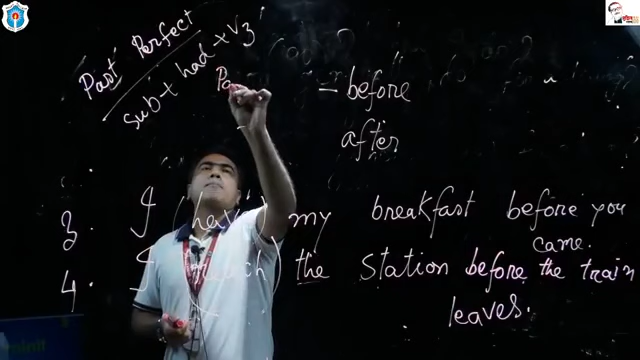 Past Perfect
Sub + had + V3
Pa
= before
after
3. I (have) my breakfast before you
came.
4. I (reach) the station before the train
leaves.